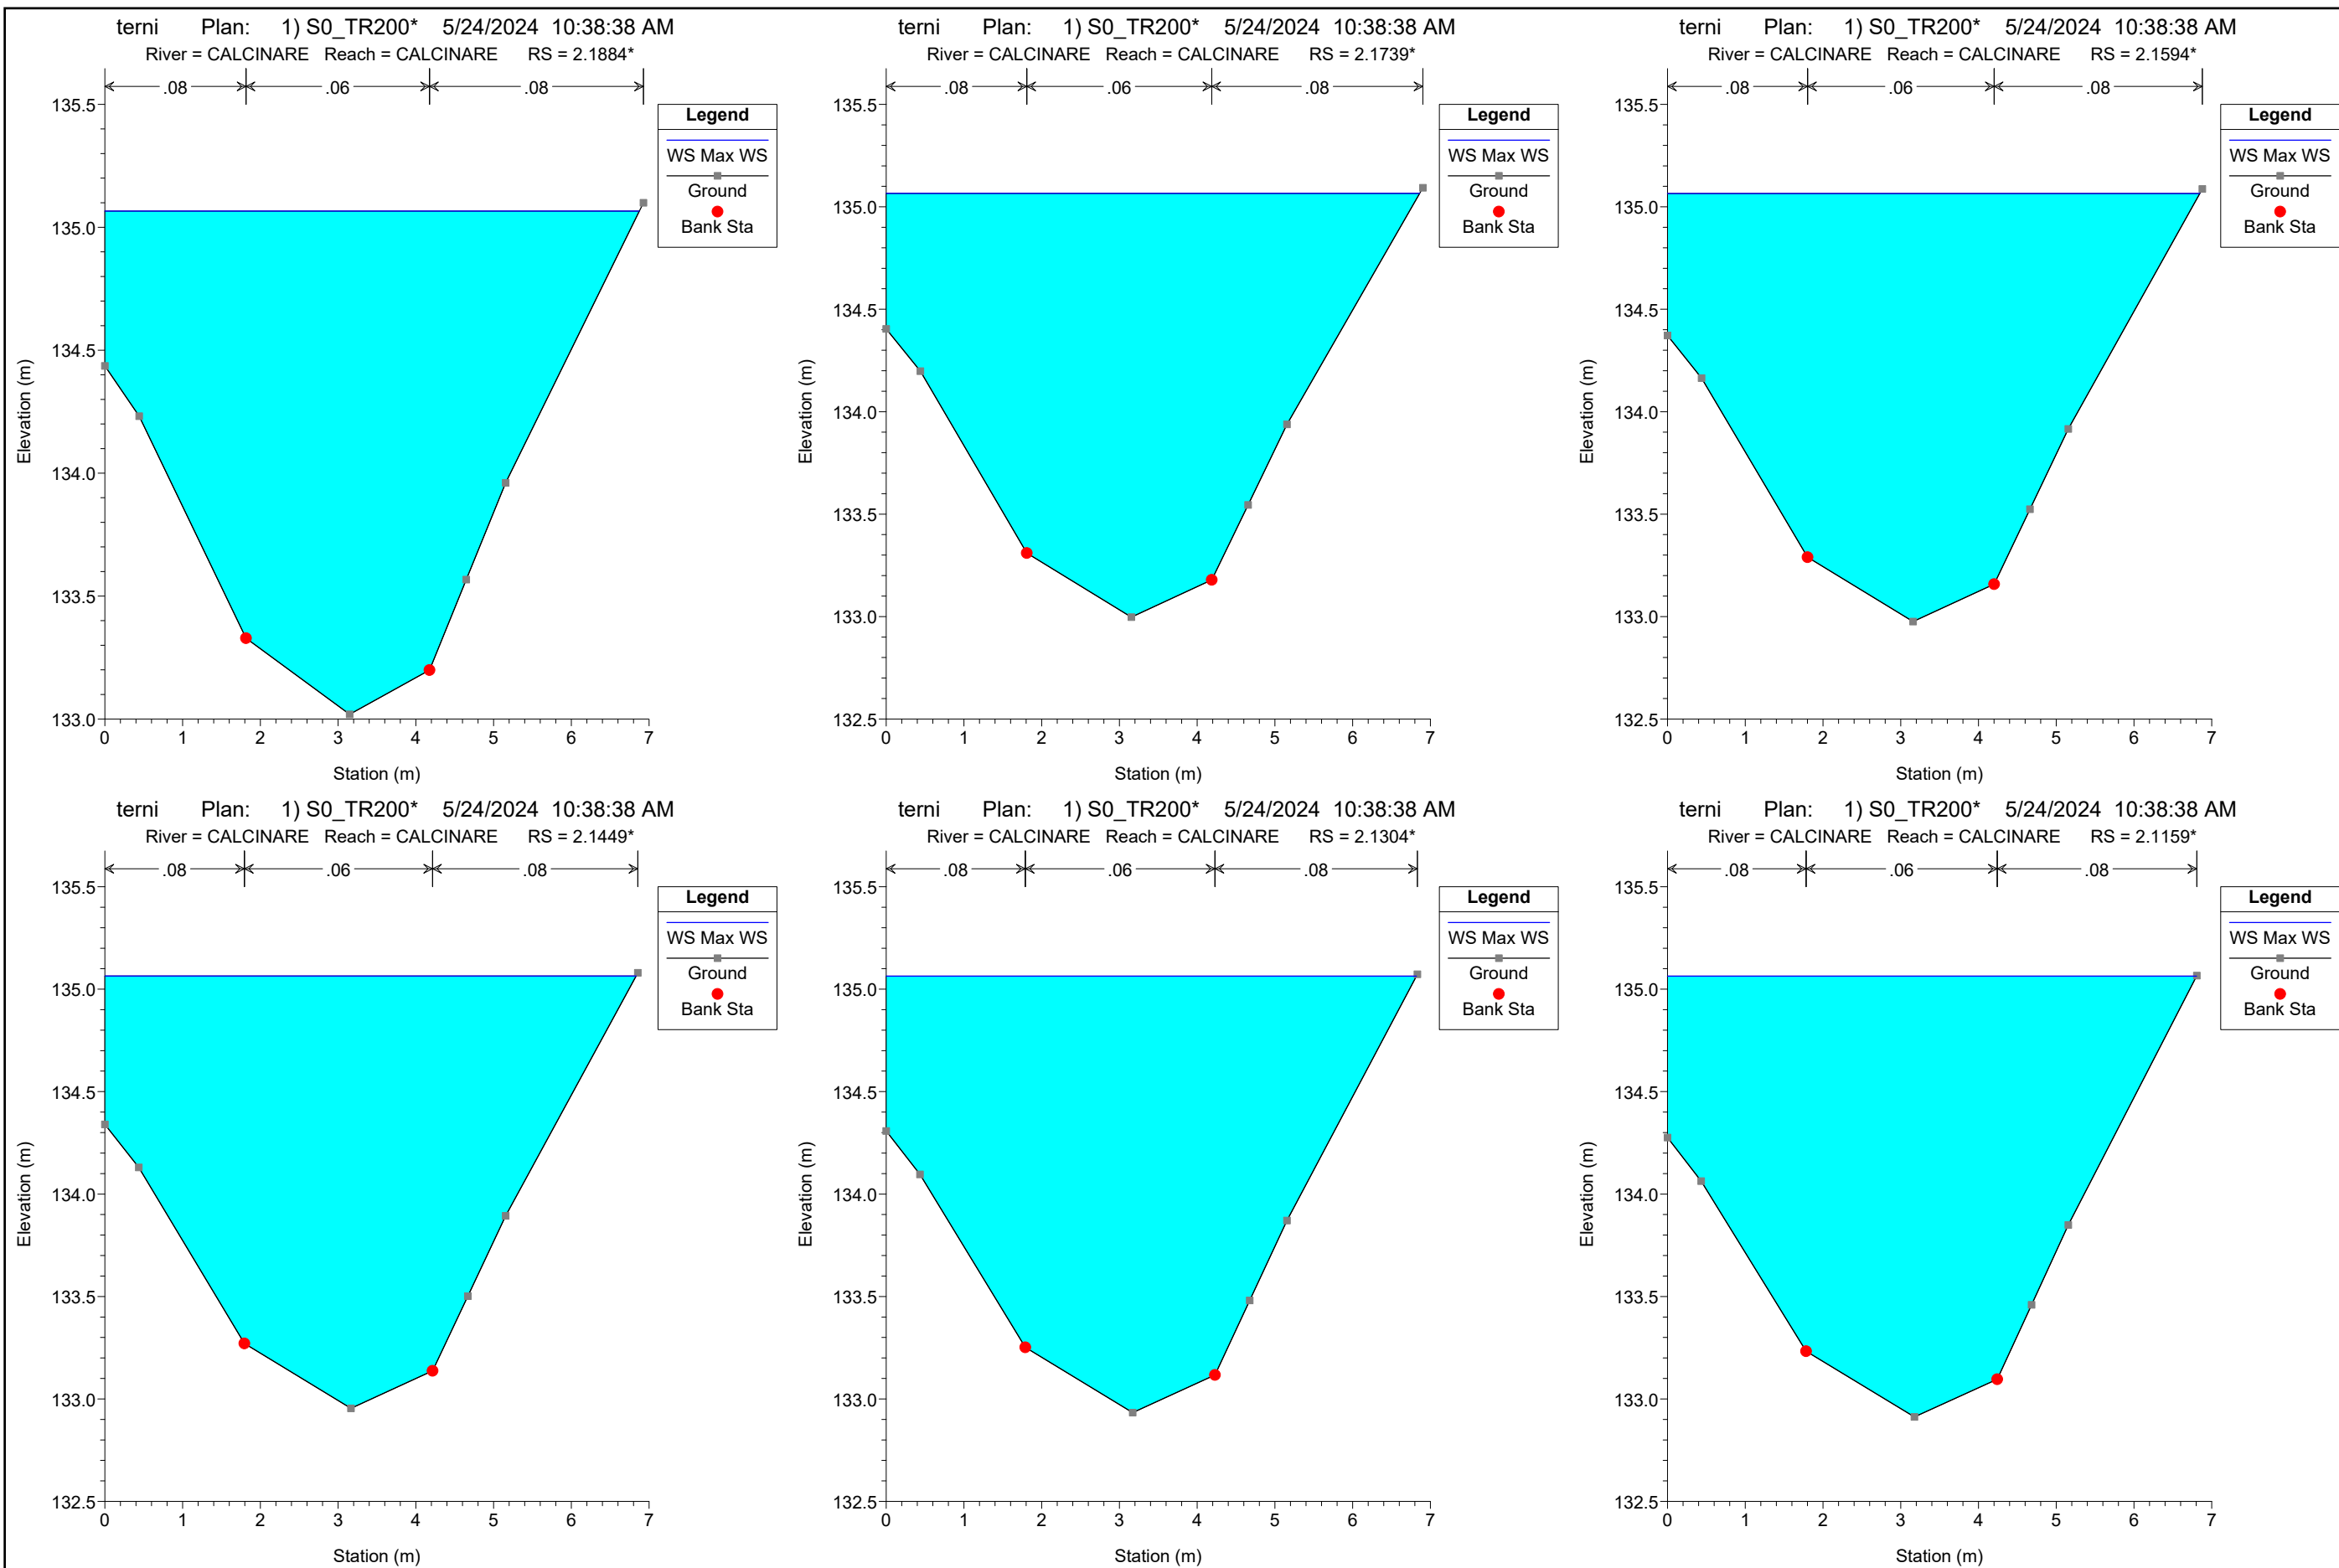 terni Plan: 1) S0_TR200* 5/24/2024 10:38:38 AM
River = CALCINARE Reach = CALCINARE RS = 2.1884*
.08 .06 .08
135.5
135.0
134.5
134.0
133.5
133.0
Elevation (m)
0 1 2 3 4 5 6 7
Station (m)
Legend
WS Max WS
Ground
Bank Sta
terni Plan: 1) S0_TR200* 5/24/2024 10:38:38 AM
River = CALCINARE Reach = CALCINARE RS = 2.1739*
.08 .06 .08
135.5
135.0
134.5
134.0
133.5
133.0
132.5
Elevation (m)
0 1 2 3 4 5 6 7
Station (m)
Legend
WS Max WS
Ground
Bank Sta
terni Plan: 1) S0_TR200* 5/24/2024 10:38:38 AM
River = CALCINARE Reach = CALCINARE RS = 2.1594*
.08 .06 .08
135.5
135.0
134.5
134.0
133.5
133.0
132.5
Elevation (m)
0 1 2 3 4 5 6 7
Station (m)
Legend
WS Max WS
Ground
Bank Sta
terni Plan: 1) S0_TR200* 5/24/2024 10:38:38 AM
River = CALCINARE Reach = CALCINARE RS = 2.1449*
.08 .06 .08
135.5
135.0
134.5
134.0
133.5
133.0
132.5
Elevation (m)
0 1 2 3 4 5 6 7
Station (m)
Legend
WS Max WS
Ground
Bank Sta
terni Plan: 1) S0_TR200* 5/24/2024 10:38:38 AM
River = CALCINARE Reach = CALCINARE RS = 2.1304*
.08 .06 .08
135.5
135.0
134.5
134.0
133.5
133.0
132.5
Elevation (m)
0 1 2 3 4 5 6 7
Station (m)
Legend
WS Max WS
Ground
Bank Sta
terni Plan: 1) S0_TR200* 5/24/2024 10:38:38 AM
River = CALCINARE Reach = CALCINARE RS = 2.1159*
.08 .06 .08
135.5
135.0
134.5
134.0
133.5
133.0
132.5
Elevation (m)
0 1 2 3 4 5 6 7
Station (m)
Legend
WS Max WS
Ground
Bank Sta